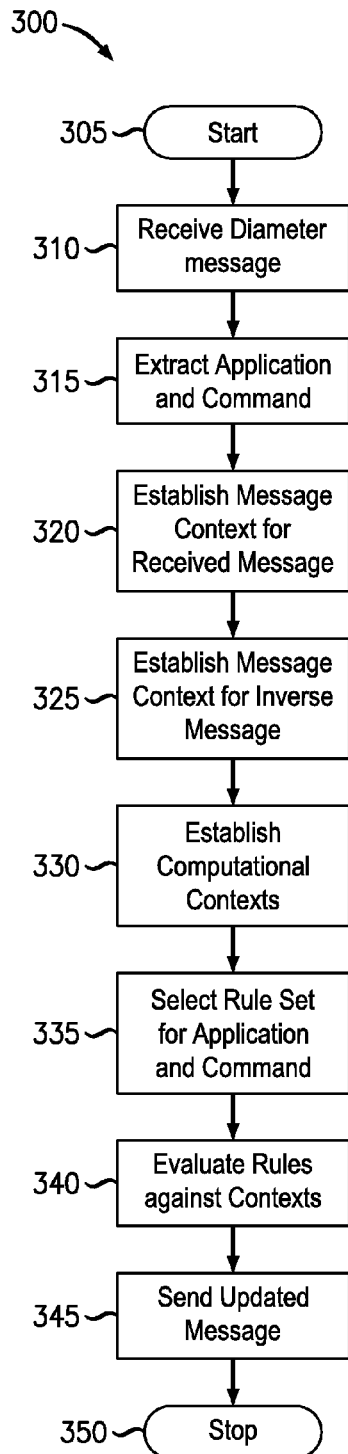 300
305
Start
310
Receive Diameter
message
315
Extract Application
and Command
320
Establish Message
Context for
Received Message
325
Establish Message
Context for Inverse
Message
330
Establish
Computational
Contexts
335
Select Rule Set
for Application
and Command
340
Evaluate Rules
against Contexts
345
Send Updated
Message
350
Stop